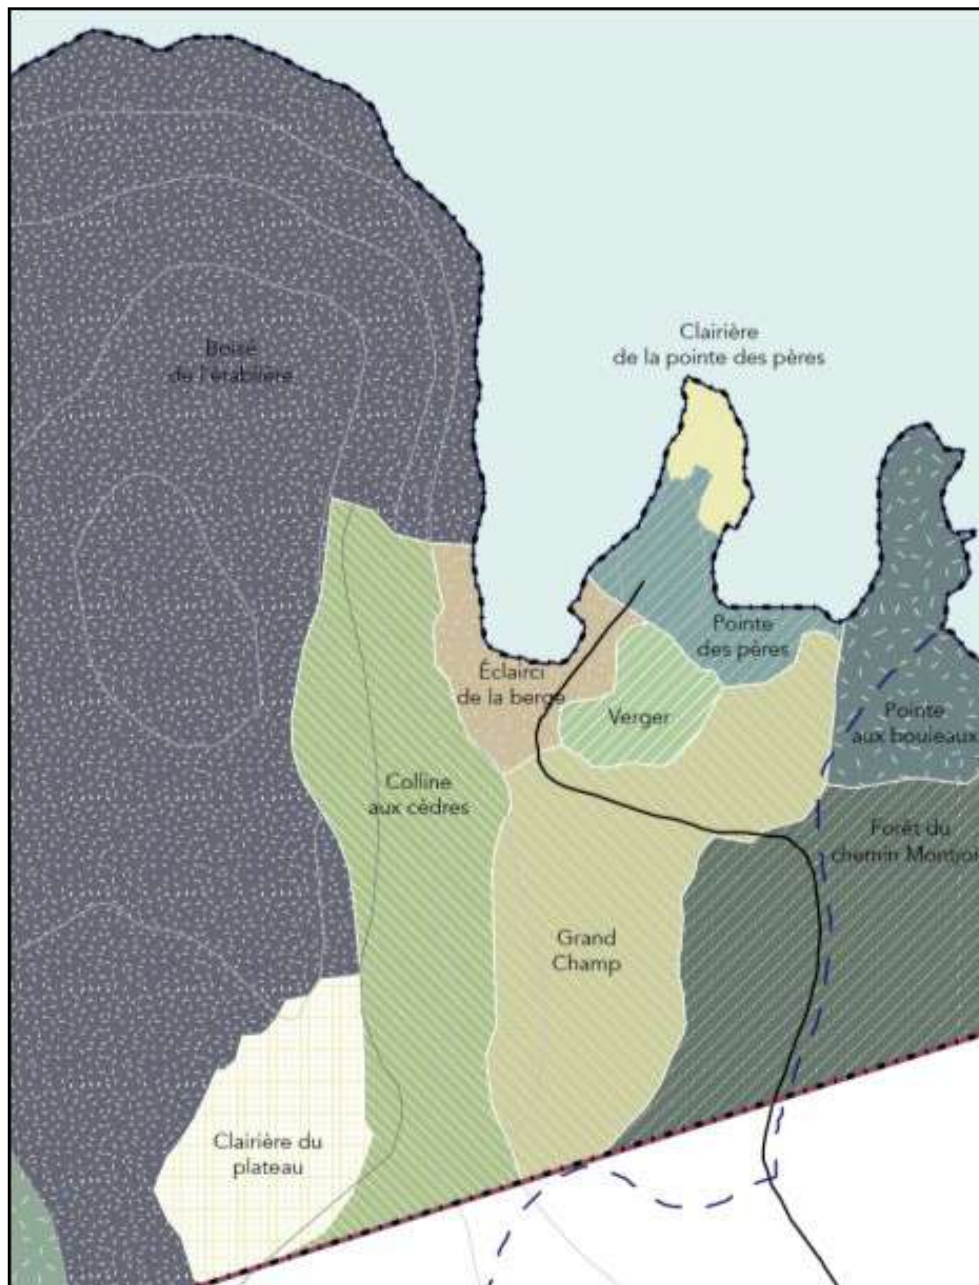 Clairière
de la pointe des pères
Boisé
de l'érablière
Pointe
des pères
Éclairci
de la berge
Verger
Pointe
aux bouleaux
Colline
aux cèdres
Forêt du
chemin
Grand
Champ
Clairière du
plateau